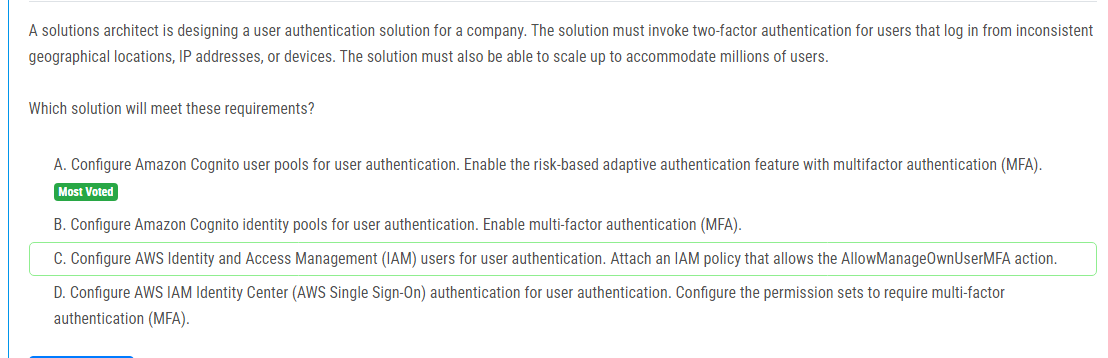 A solutions architect is designing a user authentication solution for a company. The solution must invoke two-factor authentication for users that log in from inconsistent
geographical locations, IP addresses, or devices. The solution must also be able to scale up to accommodate millions of users.
Which solution will meet these requirements?
A. Configure Amazon Cognito user pools for user authentication. Enable the risk-based adaptive authentication feature with multifactor authentication (MFA).
Most Voted
B. Configure Amazon Cognito identity pools for user authentication. Enable multi-factor authentication (MFA).
C. Configure AWS Identity and Access Management (IAM) users for user authentication. Attach an IAM policy that allows the AllowManageOwnUserMFA action.
D. Configure AWS IAM Identity Center (AWS Single Sign-On) authentication for user authentication. Configure the permission sets to require multi-factor
authentication (MFA).